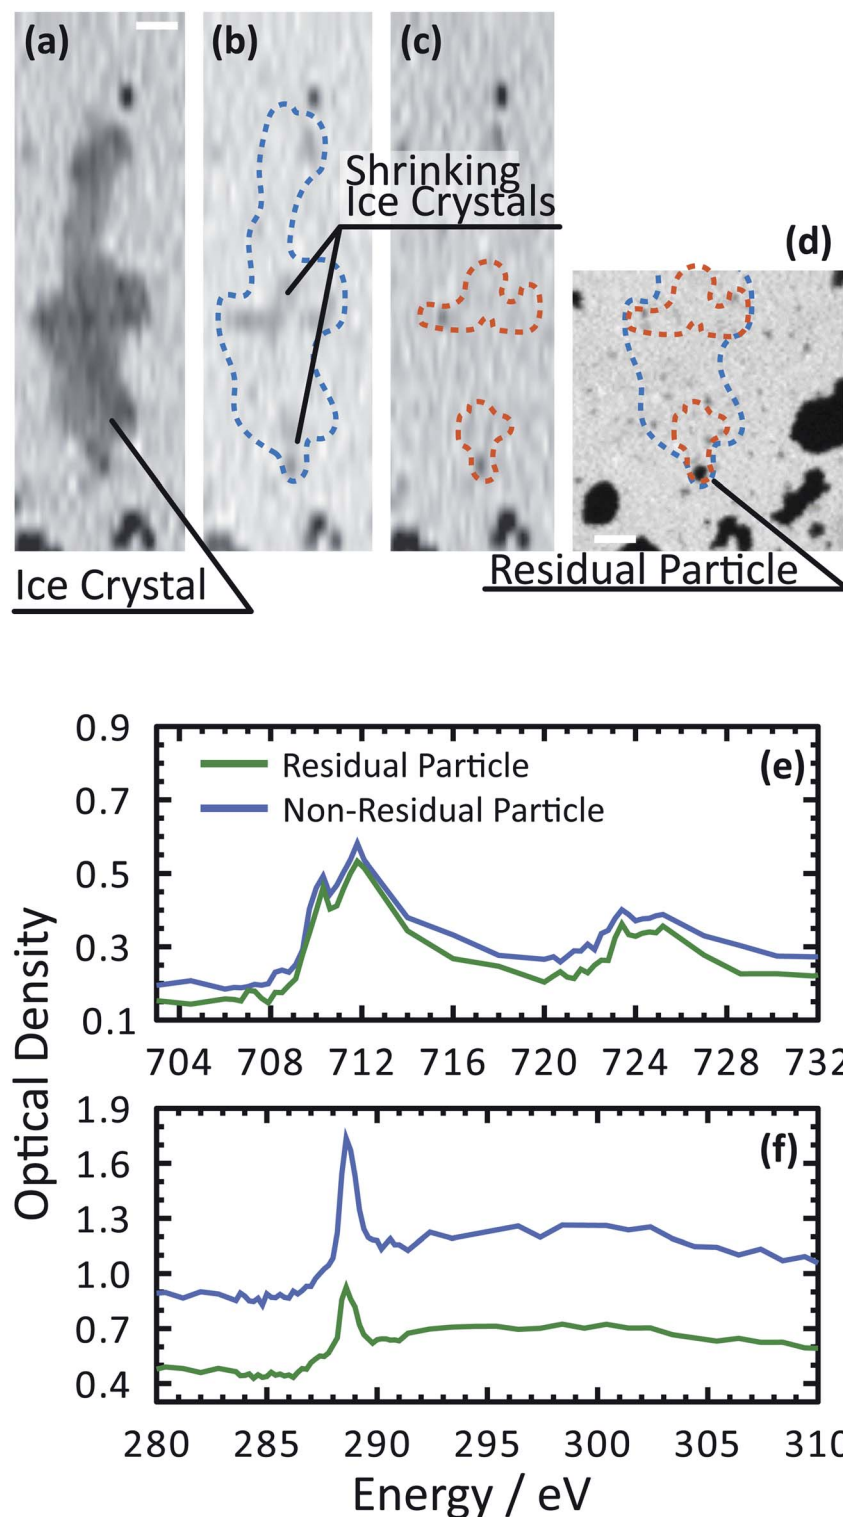 (a)
(b)
(c)
Shrinking
Ice Crystals
(d)
Ice Crystal
Residual Particle
0.9
0.7
0.5
0.3
0.1
Residual Particle
Non-Residual Particle
(e)
704 708 712 716 720 724 728 732
Optical Density
1.9
1.6
1.3
1.0
0.7
0.4
(f)
280 285 290 295 300 305 310
Energy / eV